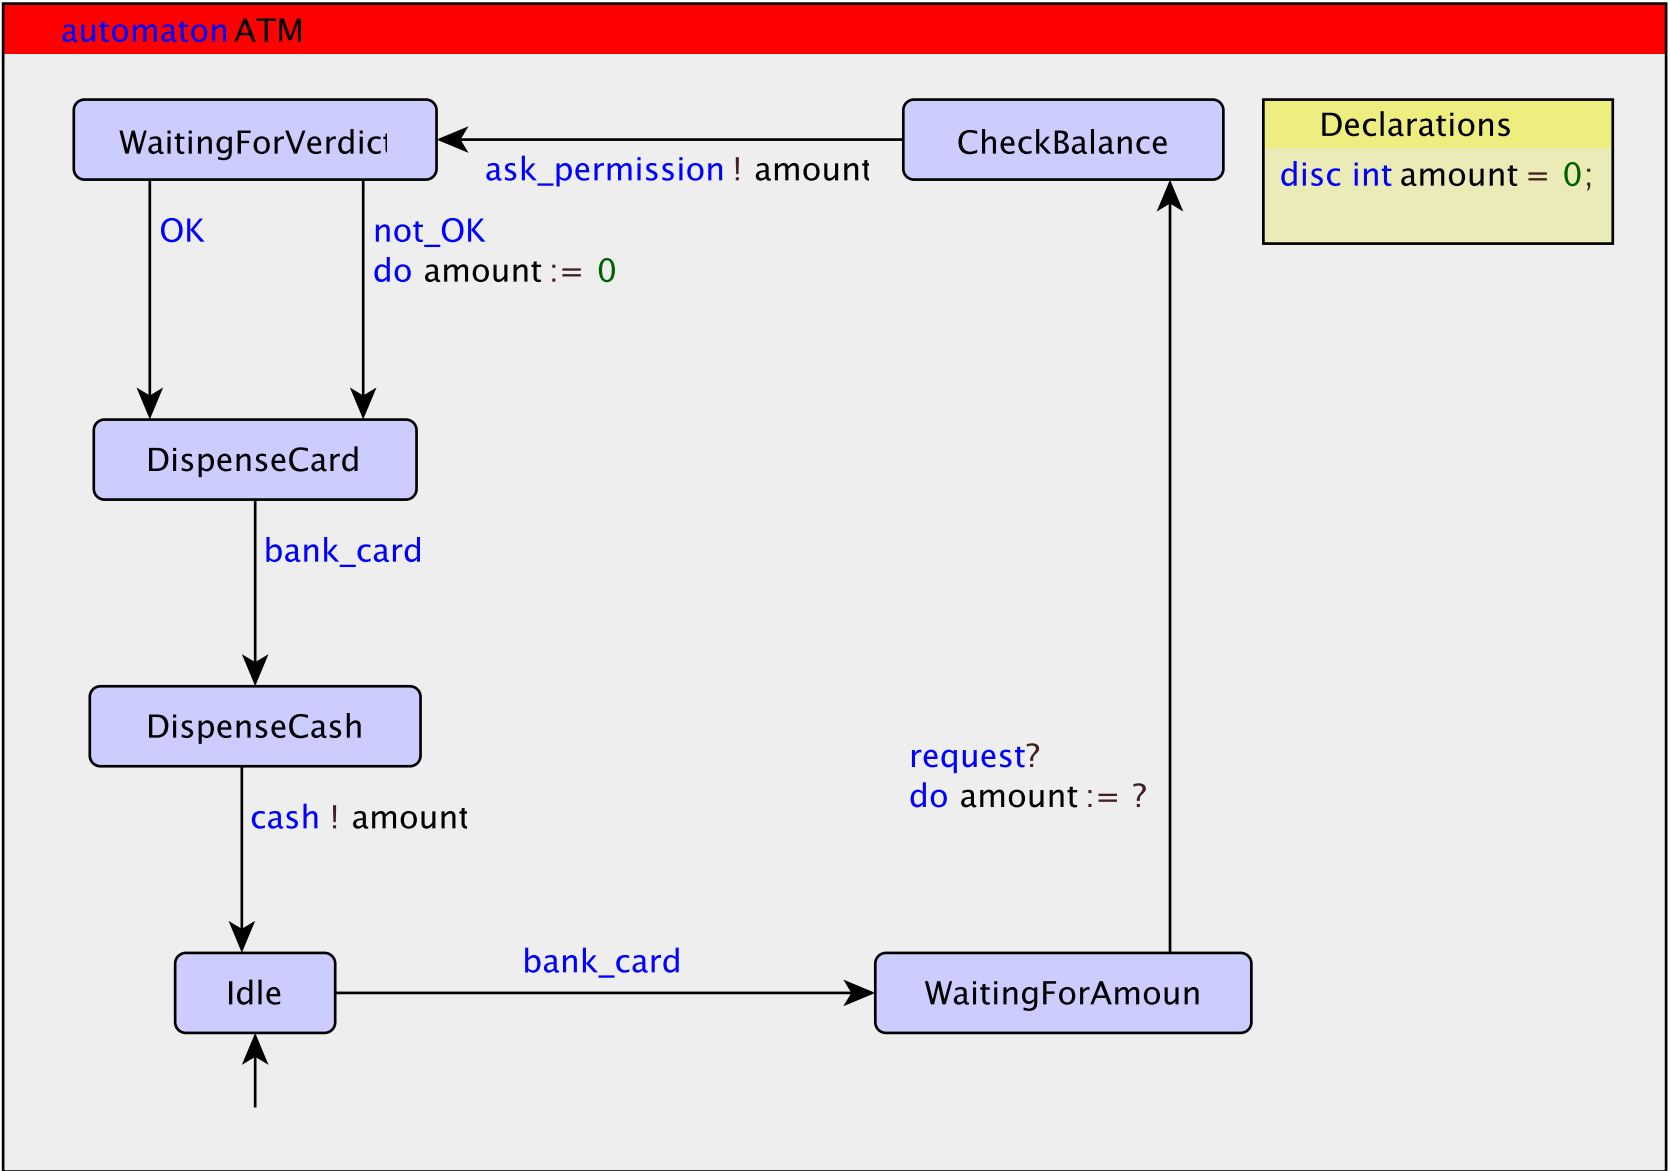 automaton ATM
WaitingForVerdict
CheckBalance
Declarations
ask_permission ! amount
disc int amount = 0;
OK
not_OK
do amount := 0
DispenseCard
bank_card
DispenseCash
request?
do amount := ?
cash ! amount
bank_card
Idle
WaitingForAmoun